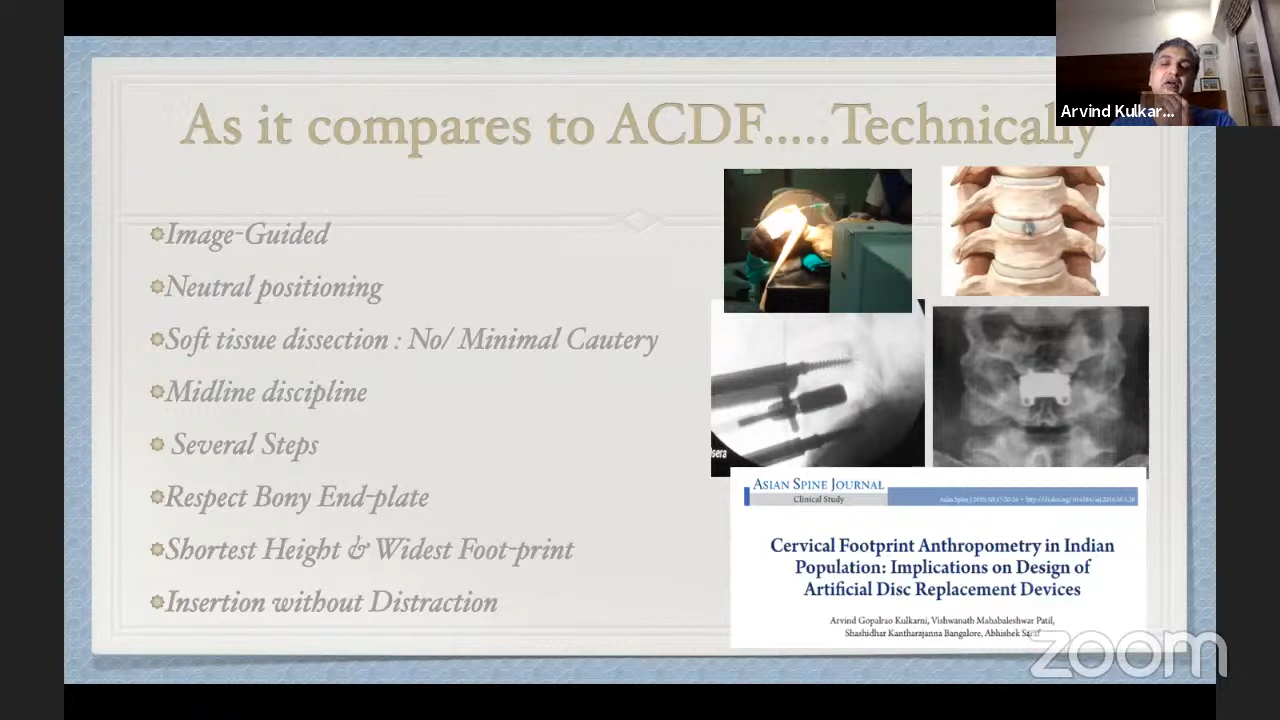 Arvind Kulkar...
As it compares to ACDF.....Technically
Image-Guided
Neutral positioning
Soft tissue dissection : No/ Minimal Cautery
Midline discipline
Several Steps
Respect Bony End-plate
Shortest Height & Widest Foot-print
Insertion without Distraction
ASIAN SPINE JOURNAL
Clinical Study
Cervical Footprint Anthropometry in Indian
Population: Implications on Design of
Artificial Disc Replacement Devices
Arvind Gopalrao Kulkarni, Vishwanath Mahabaleshwar Patil,
Shashidhar Kantharajanna Bangalore, Abhishek Saraf
zoom